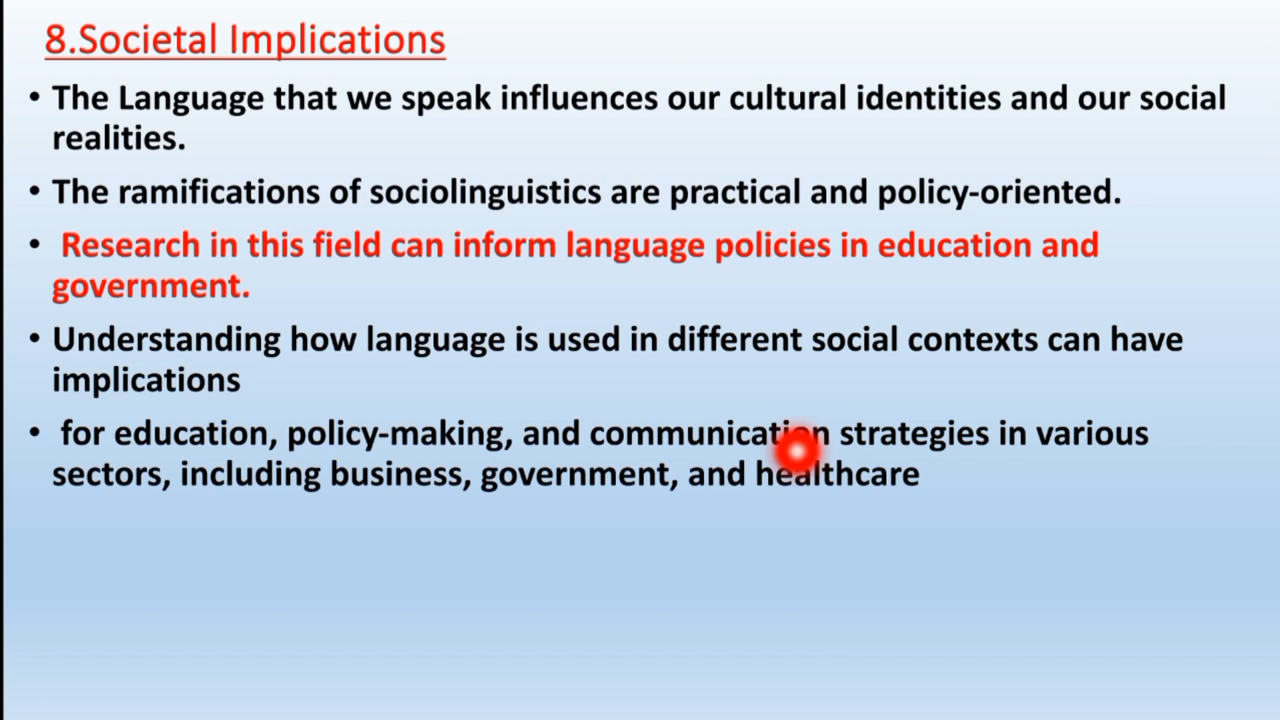 8.Societal Implications
• The Language that we speak influences our cultural identities and our social
realities.
• The ramifications of sociolinguistics are practical and policy-oriented.
• Research in this field can inform language policies in education and
government.
• Understanding how language is used in different social contexts can have
implications
• for education, policy-making, and communication strategies in various
sectors, including business, government, and healthcare